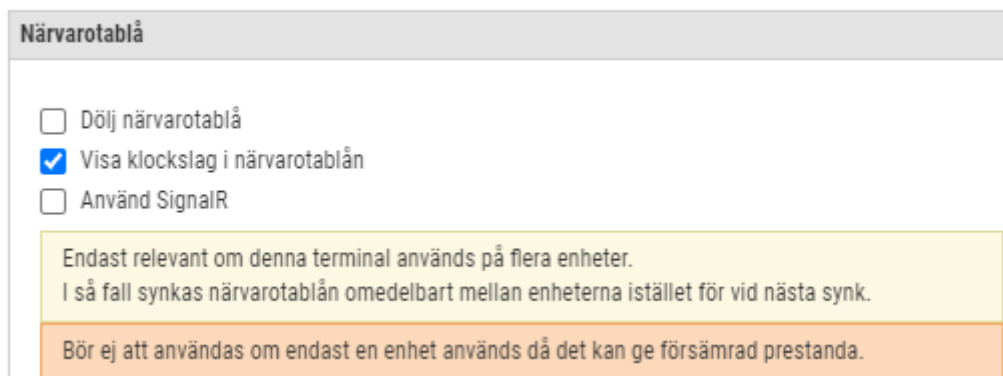 Närvarotablå
Dölj närvarotablå
Visa klockslag i närvarotablån
Använd SignalR
Endast relevant om denna terminal används på flera enheter.
I så fall synkas närvarotablån omedelbart mellan enheterna istället för vid nästa synk.
Bör ej att användas om endast en enhet används då det kan ge försämrad prestanda.